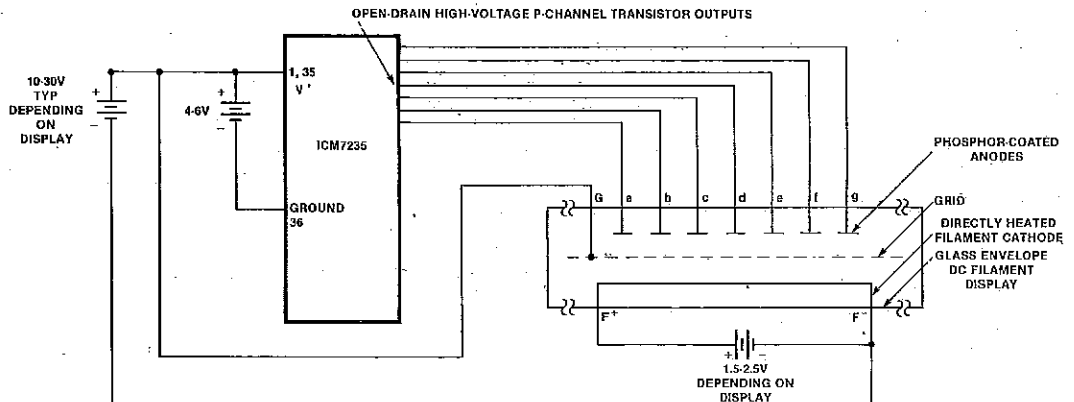 OPEN-DRAIN HIGH-VOLTAGE P-CHANNEL TRANSISTOR OUTPUTS
10-30V
TYP
DEPENDING
ON
DISPLAY
+
−
+
4-6V
−
1, 35
V+
ICM7235
GROUND
36
PHOSPHOR-COATED
ANODES
G a b c d e f g
GRID
DIRECTLY HEATED
FILAMENT CATHODE
GLASS ENVELOPE
DC FILAMENT
DISPLAY
F+
F−
+ −
1.5-2.5V
DEPENDING ON
DISPLAY